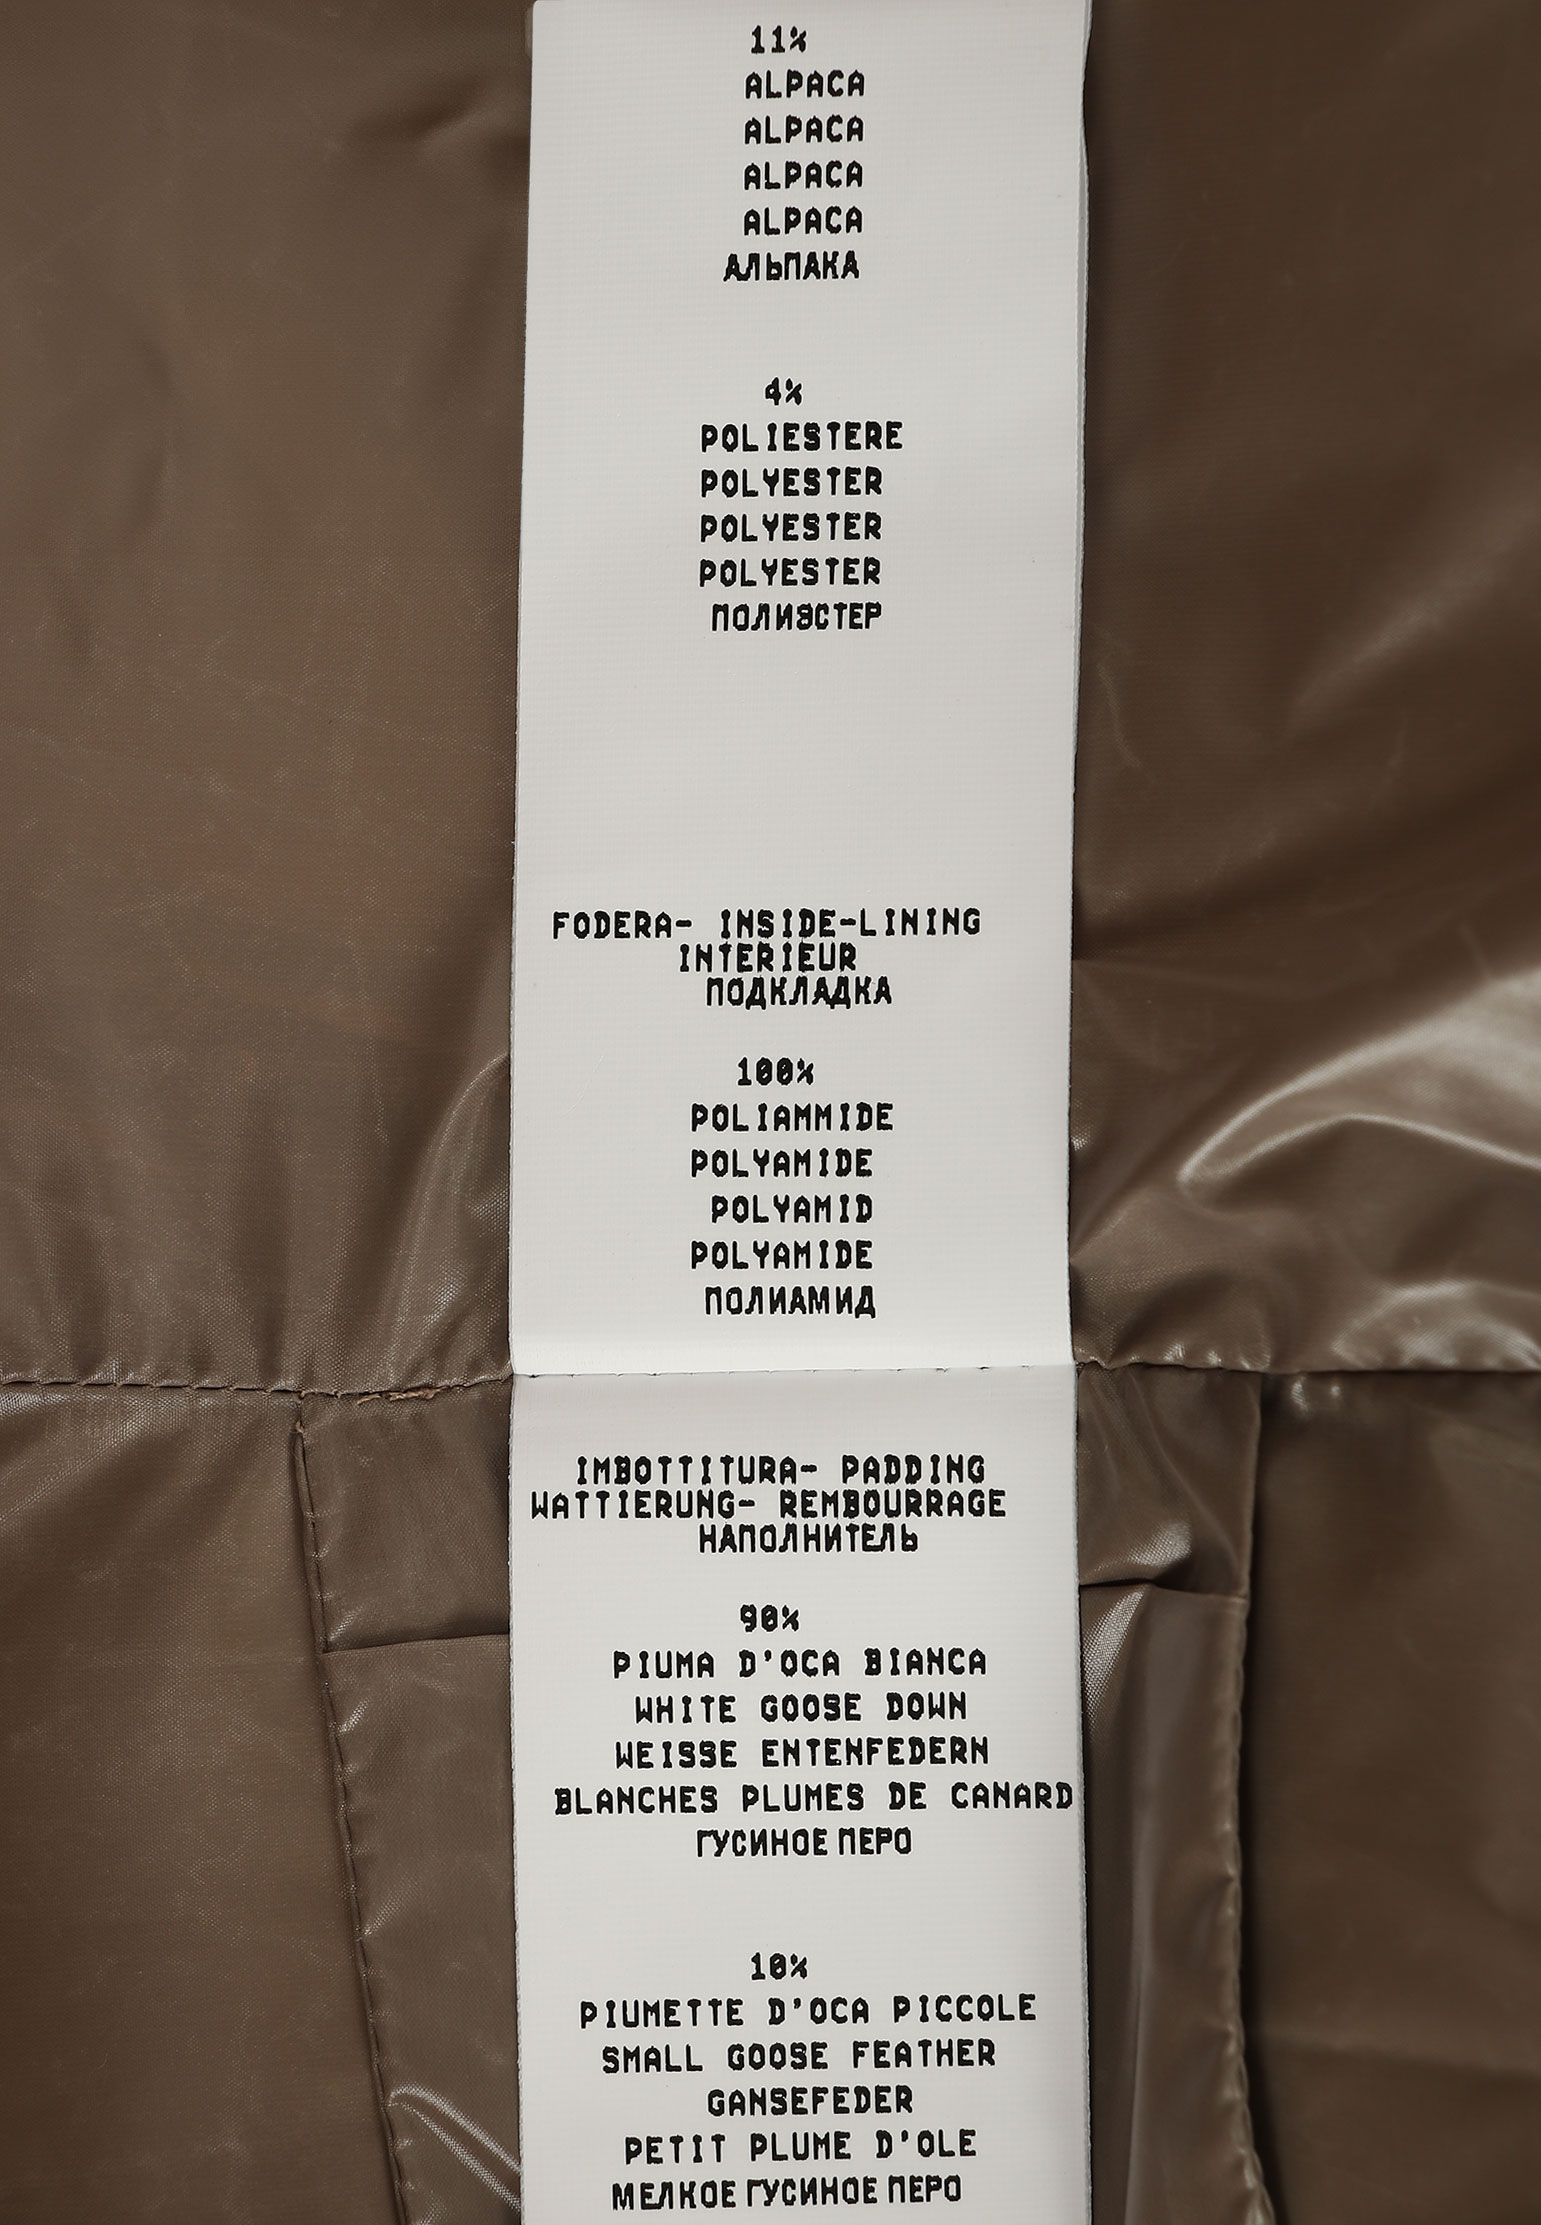 11%
ALPACA
ALPACA
ALPACA
ALPACA
АЛЬПАКА
4%
POLIESTERE
POLYESTER
POLYESTER
POLYESTER
ПОЛИЭСТЕР
FODERA- INSIDE-LINING
INTERIEUR
ПОДКЛАДКА
100%
POLIAMMIDE
POLYAMIDE
POLYAMID
POLYAMIDE
ПОЛИАМИД
IMBOTTITURA- PADDING
WATTIERUNG- REMBOURRAGE
НАПОЛНИТЕЛЬ
90%
PIUMA D'OCA BIANCA
WHITE GOOSE DOWN
WEISSE ENTENFEDERN
BLANCHES PLUMES DE CANARD
ГУСИНОЕ ПЕРО
10%
PIUMETTE D'OCA PICCOLE
SMALL GOOSE FEATHER
GANSEFEDER
PETIT PLUME D'OLE
МЕЛКОЕ ГУСИНОЕ ПЕРО